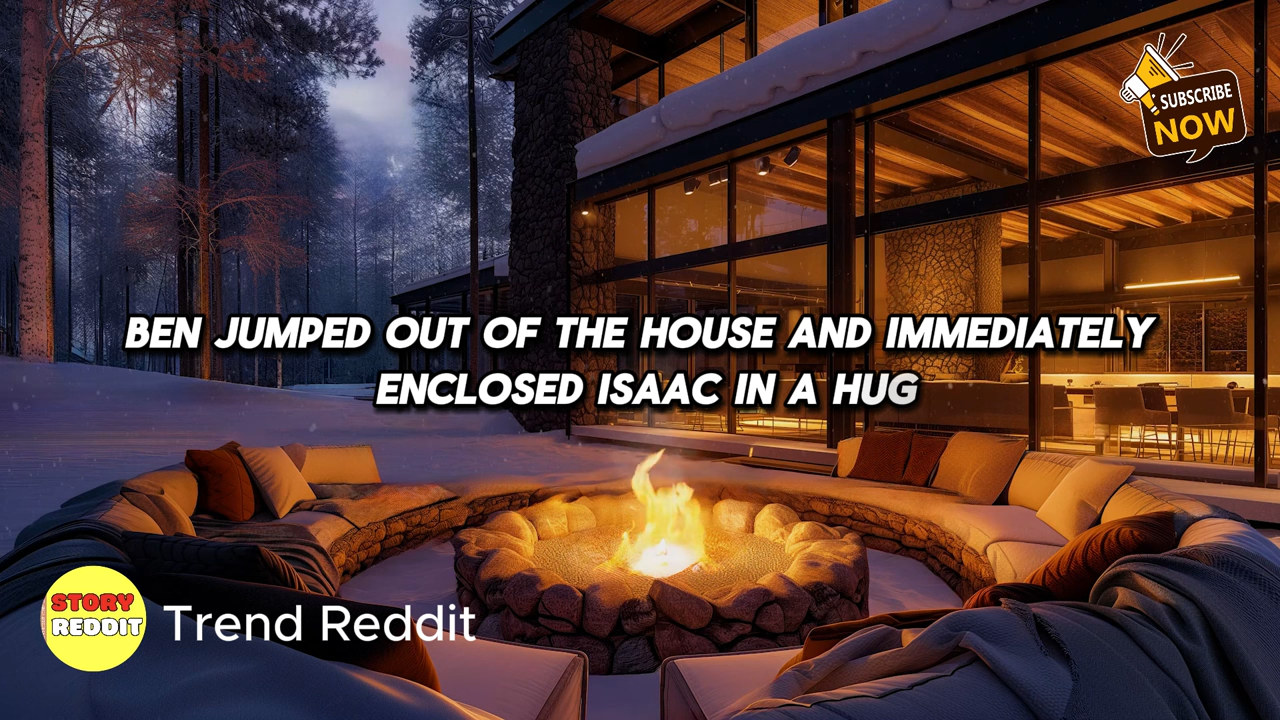 SUBSCRIBE
NOW
BEN JUMPED OUT OF THE HOUSE AND IMMEDIATELY
ENCLOSED ISAAC IN A HUG
STORY
REDDIT
Trend Reddit